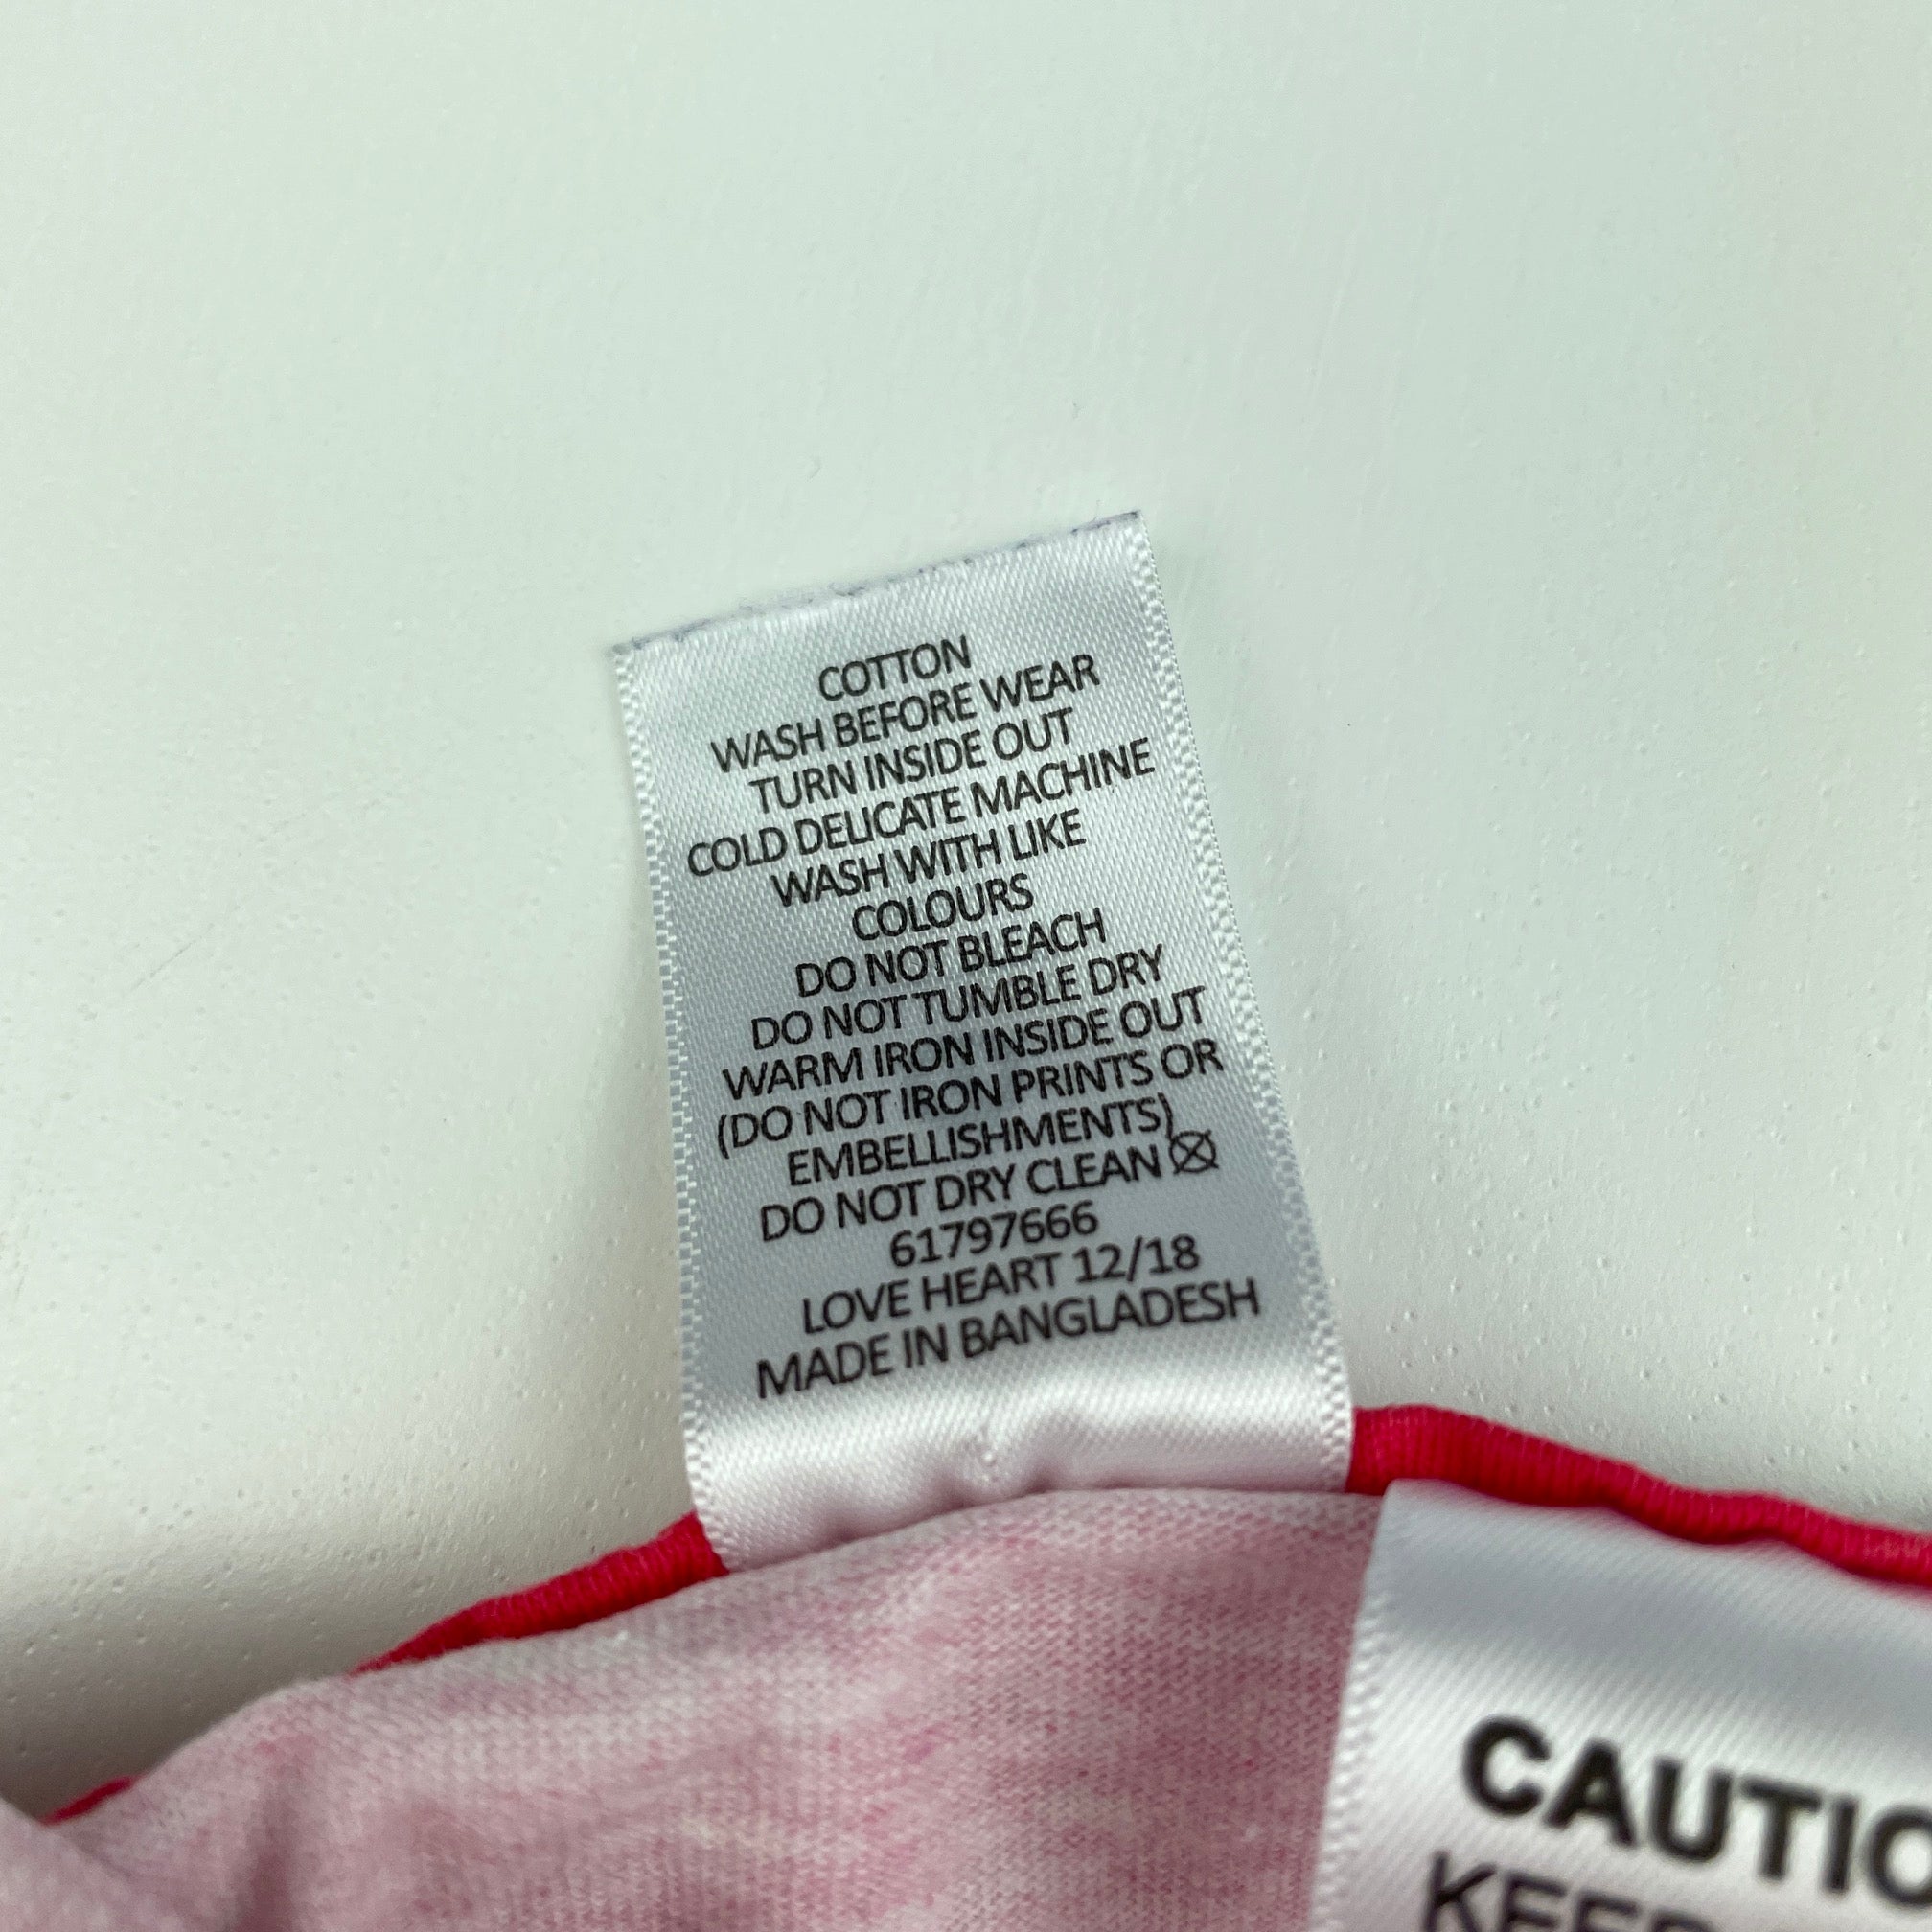 COTTON
WASH BEFORE WEAR
TURN INSIDE OUT
COLD DELICATE MACHINE
WASH WITH LIKE
COLOURS
DO NOT BLEACH
DO NOT TUMBLE DRY
WARM IRON INSIDE OUT
(DO NOT IRON PRINTS OR
EMBELLISHMENTS)
DO NOT DRY CLEAN
61797666
LOVE HEART 12/18
MADE IN BANGLADESH